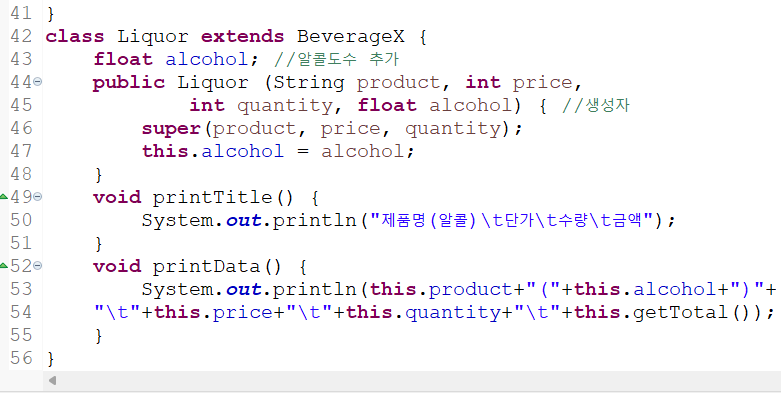 41 }
42 class Liquor extends BeverageX {
43     float alcohol; //알콜도수 추가
44     public Liquor (String product, int price,
45             int quantity, float alcohol) { //생성자
46         super(product, price, quantity);
47         this.alcohol = alcohol;
48     }
49     void printTitle() {
50         System.out.println("제품명(알콜)\t단가\t수량\t금액");
51     }
52     void printData() {
53         System.out.println(this.product+"("+this.alcohol+")"+
54     "\t"+this.price+"\t"+this.quantity+"\t"+this.getTotal());
55     }
56 }